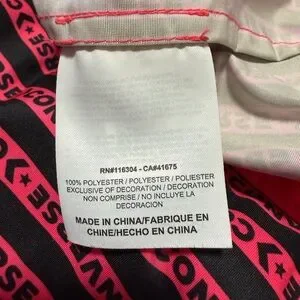 RN#116304 - CA#41675
100% POLYESTER / POLYESTER / POLIESTER
EXCLUSIVE OF DECORATION / DECORATION
NON COMPRISE / NO INCLUYE LA
DECORACION
MADE IN CHINA/FABRIQUE EN
CHINE/HECHO EN CHINA
CONVERSE